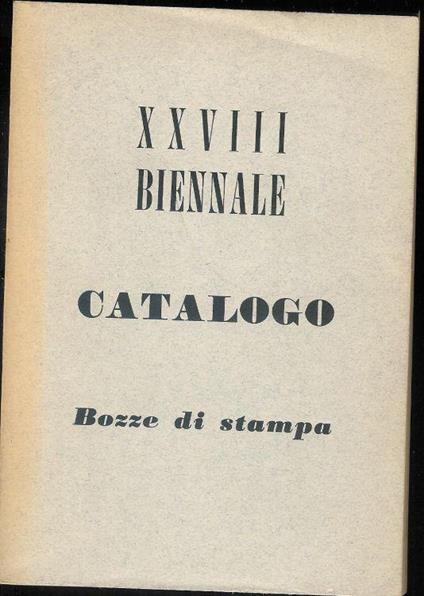 XXVIII
BIENNALE
CATALOGO
Bozze di stampa